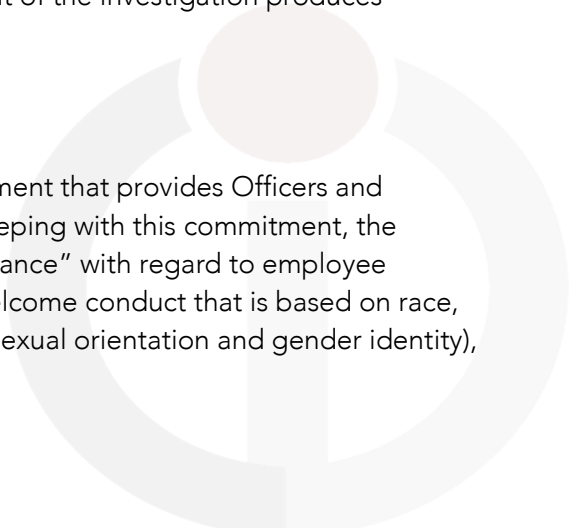 of the investigation produces
ment that provides Officers and
eping with this commitment, the
ance” with regard to employee
lcome conduct that is based on race,
exual orientation and gender identity),